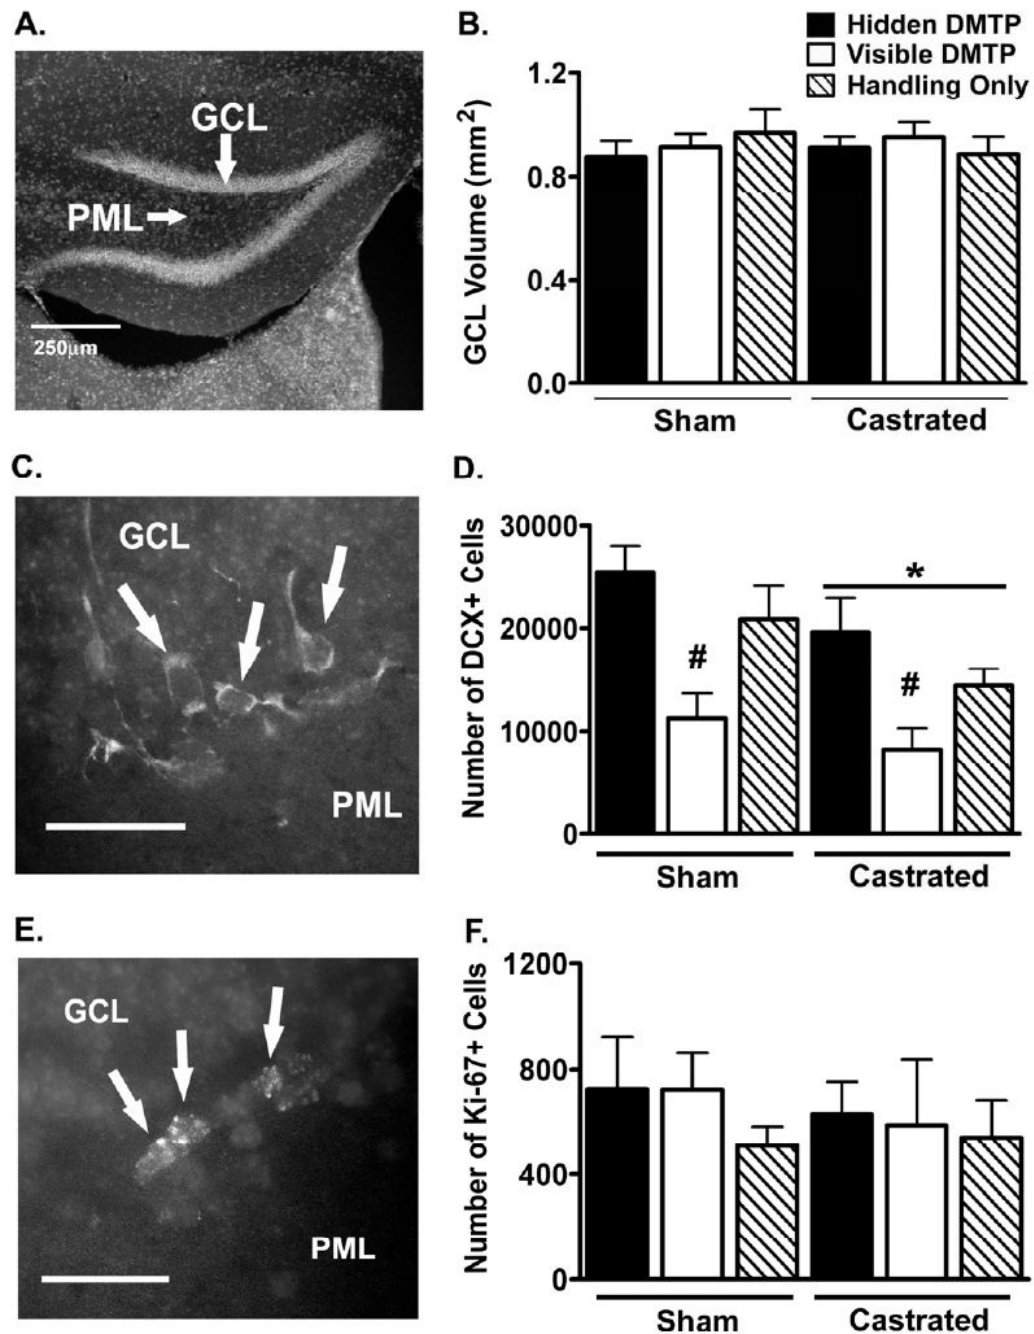 A.
GCL
PML
250µm
B.
Hidden DMTP
Visible DMTP
Handling Only
GCL Volume (mm²)
1.2
0.8
0.4
0.0
Sham
Castrated
C.
GCL
PML
D.
Number of DCX+ Cells
30000
20000
10000
0
#
#
*
Sham
Castrated
E.
GCL
PML
F.
Number of Ki-67+ Cells
1200
800
400
0
Sham
Castrated